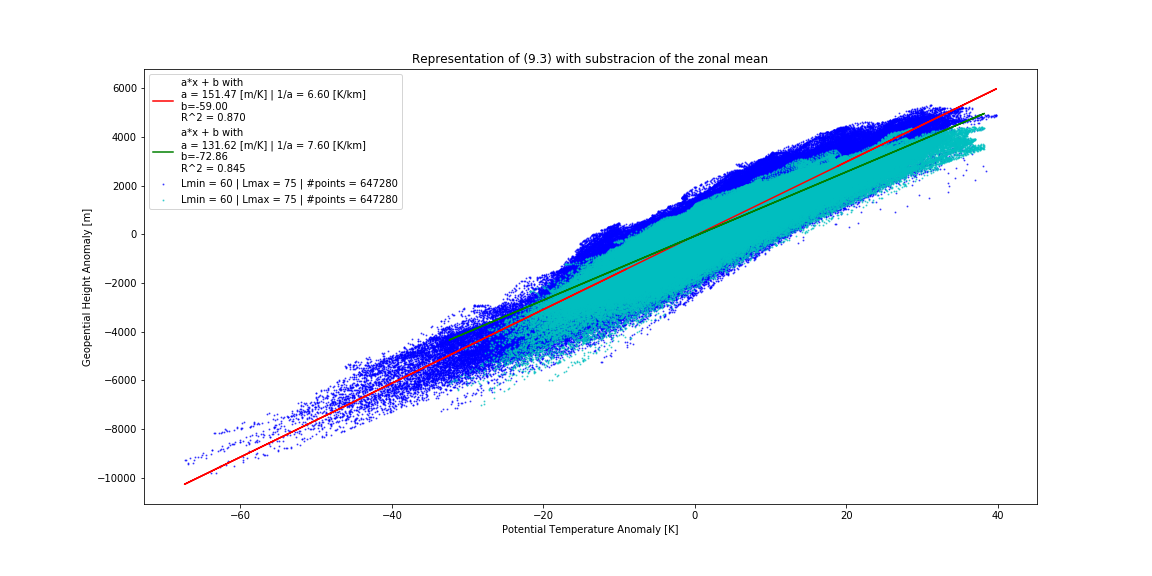 Representation of (9.3) with substracion of the zonal mean
a*x + b with
a = 151.47 [m/K] | 1/a = 6.60 [K/km]
b=-59.00
R^2 = 0.870
a*x + b with
a = 131.62 [m/K] | 1/a = 7.60 [K/km]
b=-72.86
R^2 = 0.845
Lmin = 60 | Lmax = 75 | #points = 647280
Lmin = 60 | Lmax = 75 | #points = 647280
6000
4000
2000
0
−2000
−4000
−6000
−8000
−10000
Geopential Height Anomaly [m]
−60
−40
−20
0
20
40
Potential Temperature Anomaly [K]